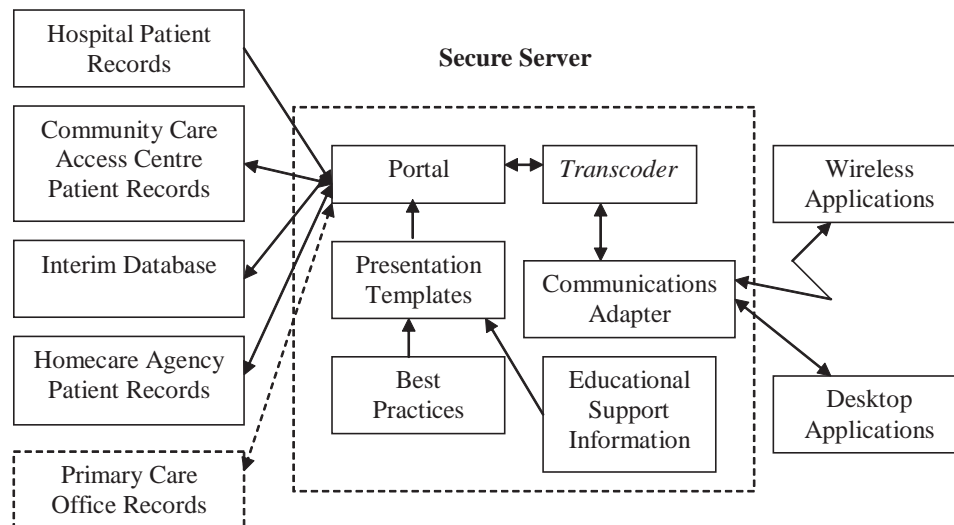 Hospital Patient
Records
Secure Server
Community Care
Access Centre
Patient Records
Portal
Transcoder
Wireless
Applications
Interim Database
Presentation
Templates
Communications
Adapter
Homecare Agency
Patient Records
Best
Practices
Educational
Support
Information
Desktop
Applications
Primary Care
Office Records